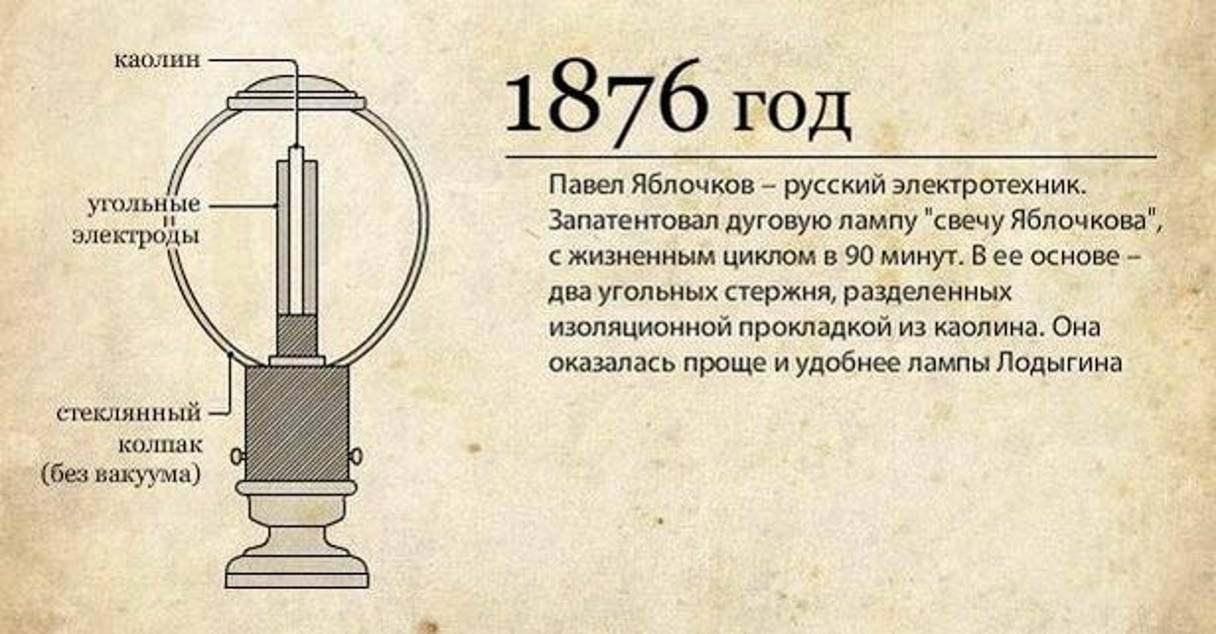 каолин
угольные
электроды
стеклянный
колпак
(без вакуума)
1876 год
Павел Яблочков – русский электротехник.
Запатентовал дуговую лампу "свечу Яблочкова",
с жизненным циклом в 90 минут. В ее основе –
два угольных стержня, разделенных
изоляционной прокладкой из каолина. Она
оказалась проще и удобнее лампы Лодыгина